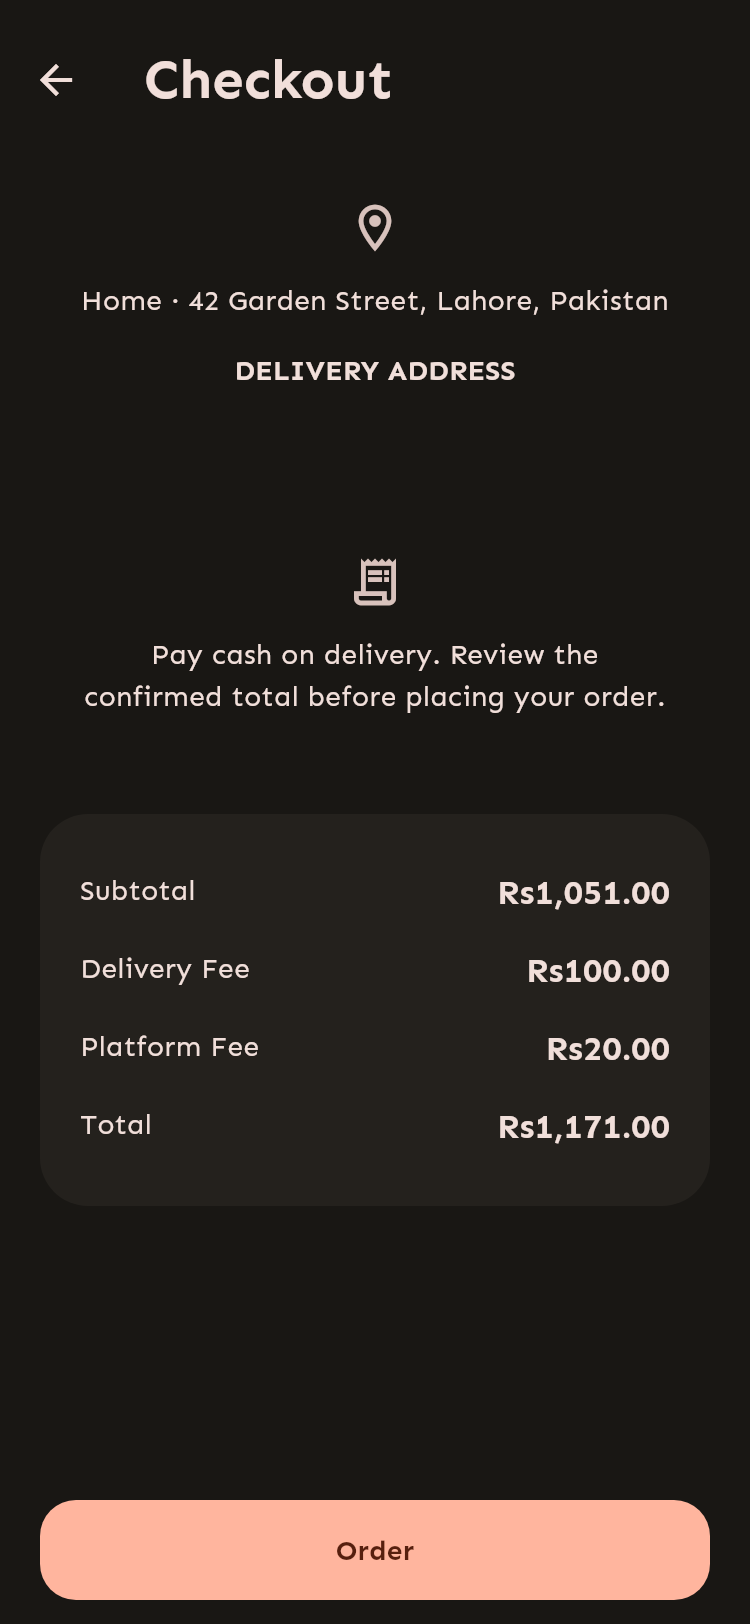 Checkout
Home · 42 Garden Street, Lahore, Pakistan
DELIVERY ADDRESS
Pay cash on delivery. Review the
confirmed total before placing your order.
Subtotal Rs1,051.00
Delivery Fee Rs100.00
Platform Fee Rs20.00
Total Rs1,171.00
Order